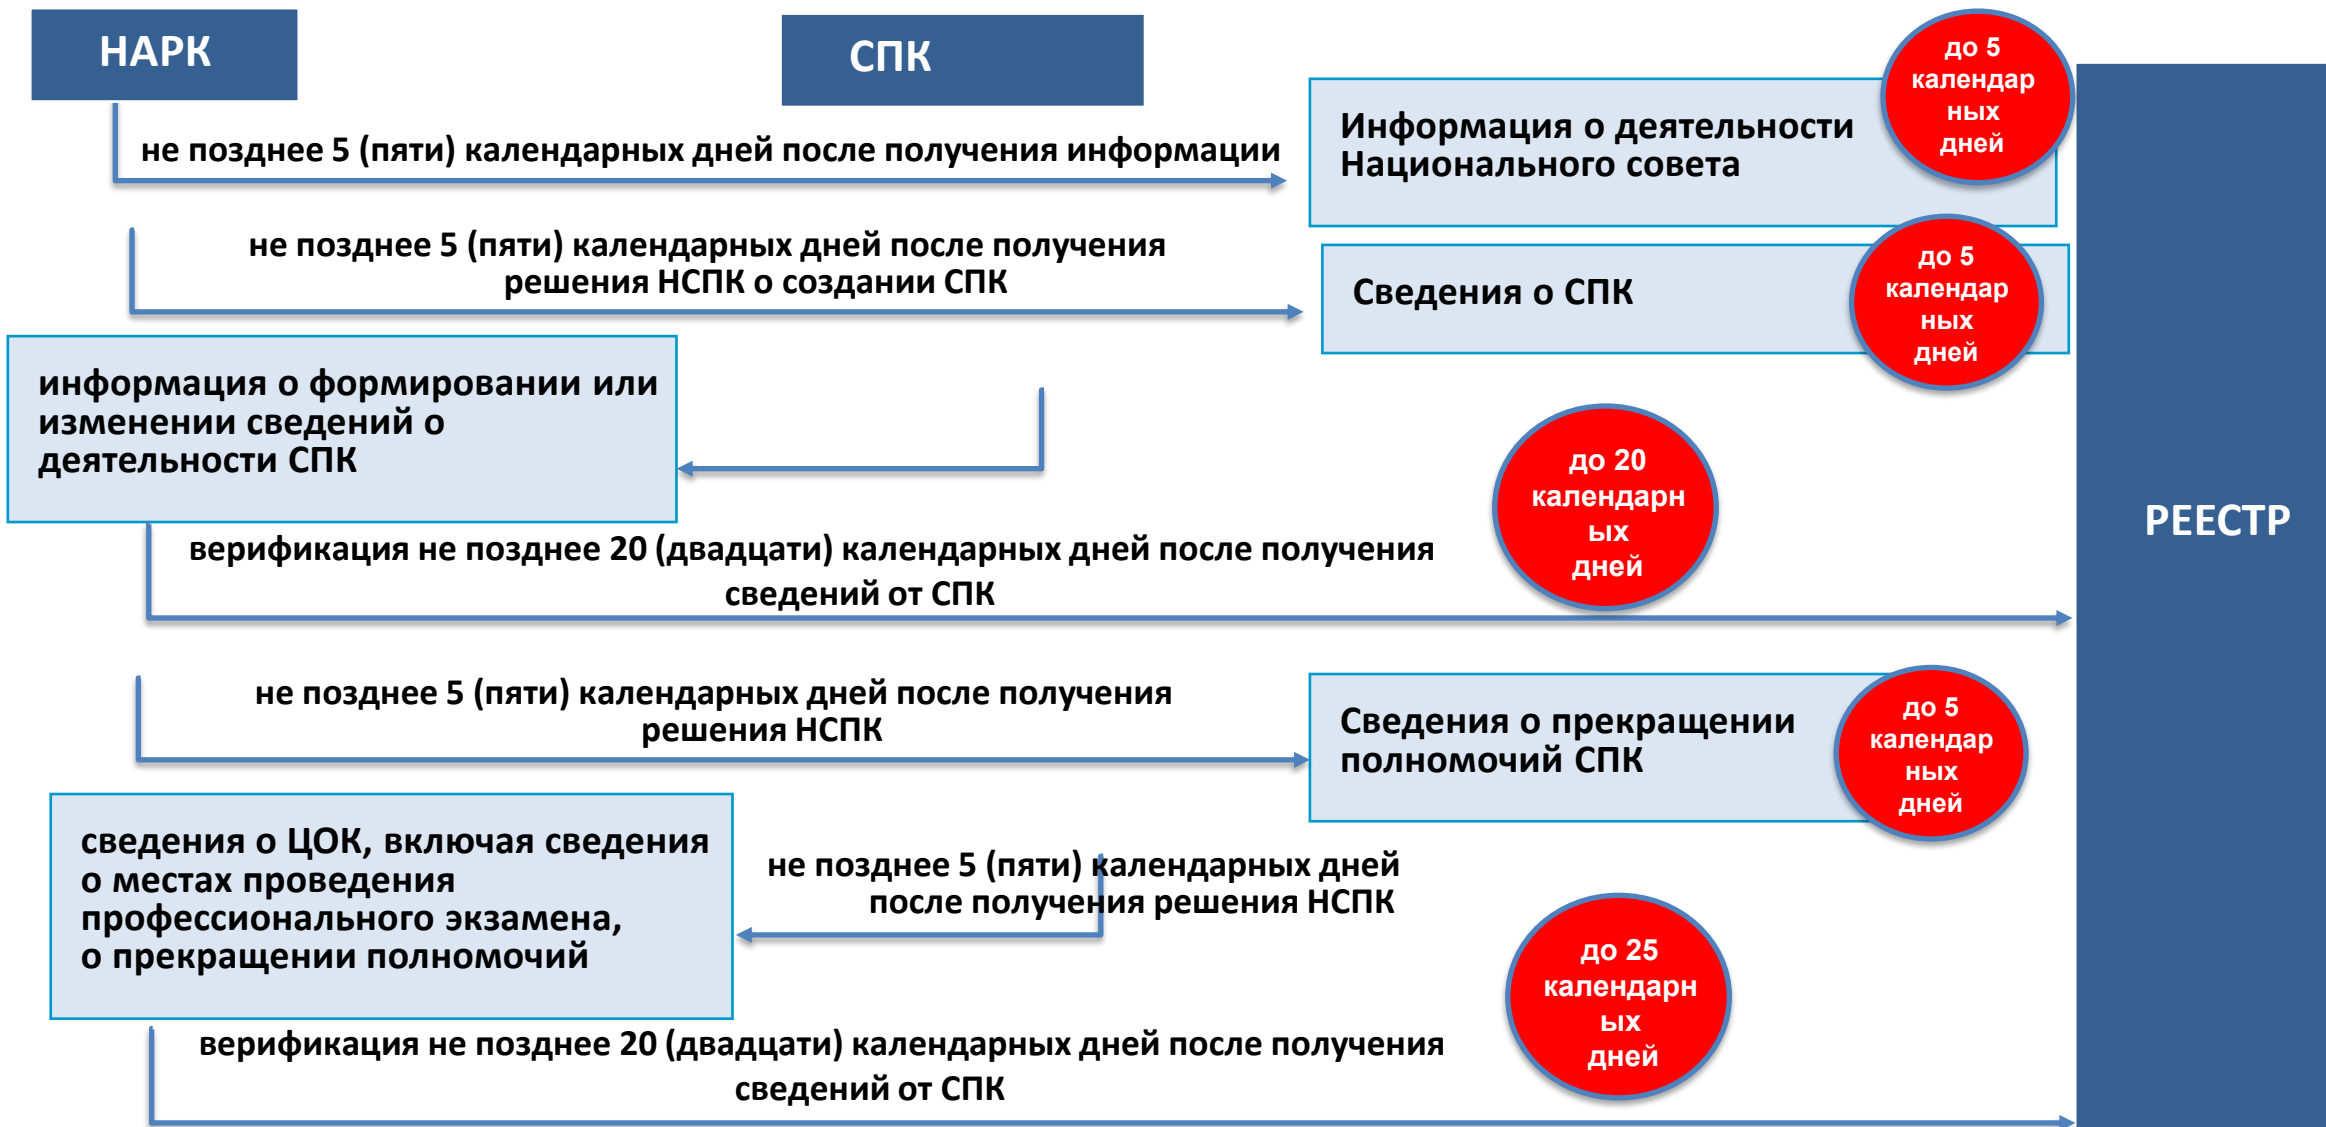 НАРК
СПК
до 5
календар
ных
дней
не позднее 5 (пяти) календарных дней после получения информации
Информация о деятельности
Национального совета
не позднее 5 (пяти) календарных дней после получения
решения НСПК о создании СПК
Сведения о СПК
до 5
календар
ных
дней
информация о формировании или
изменении сведений о
деятельности СПК
до 20
календарн
ых
дней
РЕЕСТР
верификация не позднее 20 (двадцати) календарных дней после получения
сведений от СПК
не позднее 5 (пяти) календарных дней после получения
решения НСПК
Сведения о прекращении
полномочий СПК
до 5
календар
ных
дней
сведения о ЦОК, включая сведения
о местах проведения
профессионального экзамена,
о прекращении полномочий
не позднее 5 (пяти) календарных дней
после получения решения НСПК
до 25
календарн
ых
дней
верификация не позднее 20 (двадцати) календарных дней после получения
сведений от СПК